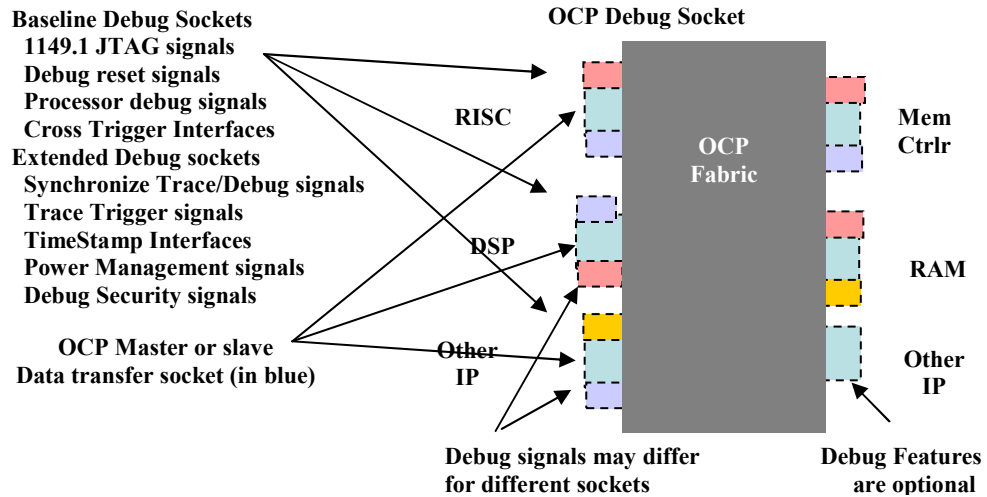 Baseline Debug Sockets
1149.1 JTAG signals
Debug reset signals
Processor debug signals
Cross Trigger Interfaces
Extended Debug sockets
Synchronize Trace/Debug signals
Trace Trigger signals
TimeStamp Interfaces
Power Management signals
Debug Security signals
OCP Master or slave
Data transfer socket (in blue)
OCP Debug Socket
RISC
DSP
Other
IP
OCP
Fabric
Mem
Ctrlr
RAM
Other
IP
Debug signals may differ
for different sockets
Debug Features
are optional